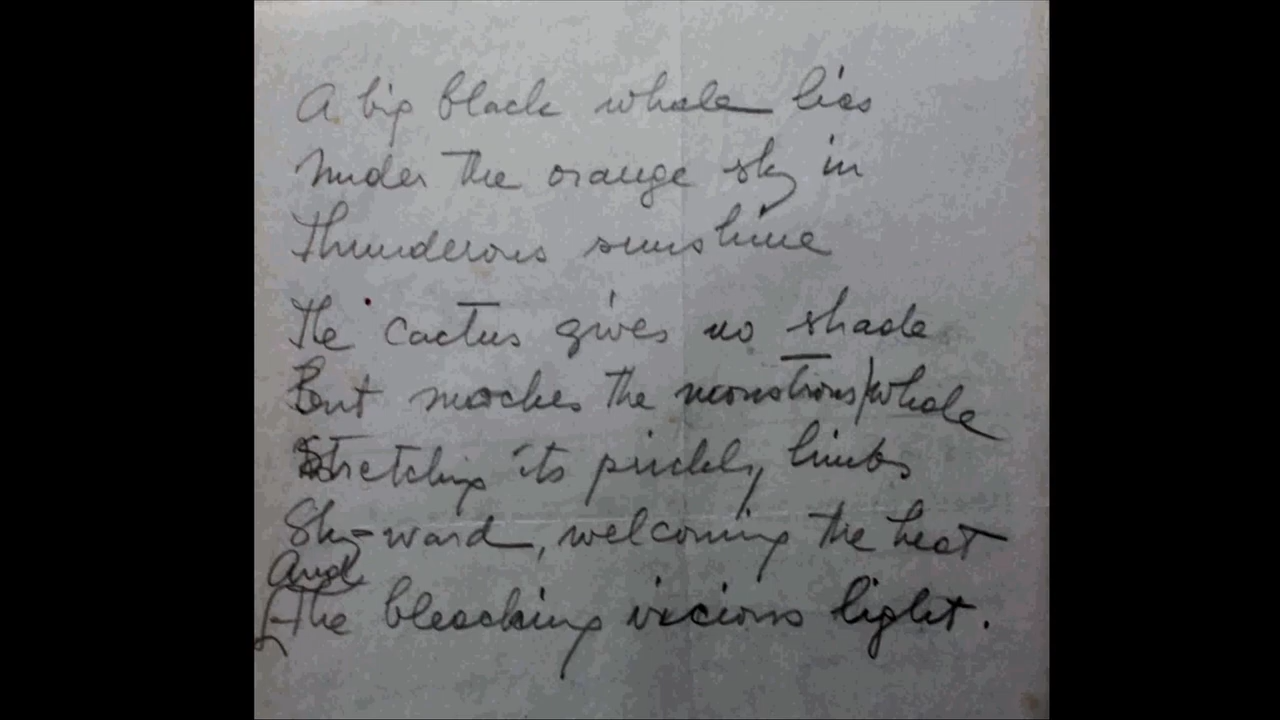 A big black whale lies
Under the orange sky in
Thunderous sunshine
The cactus gives no shade
But mocks the monstrous whale
Stretching its prickly limbs
Sky-ward, welcoming the heat
And
The bleaching vicious light.